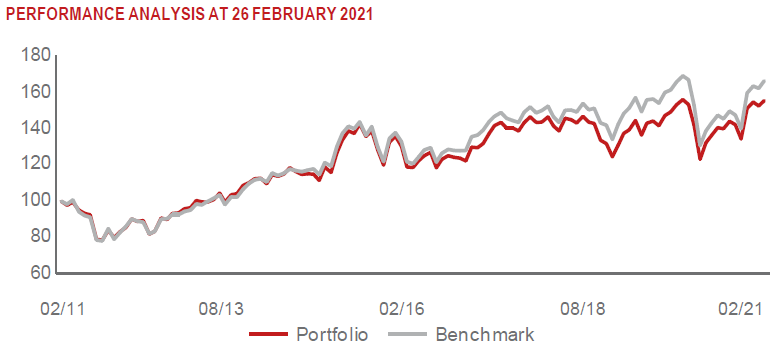 PERFORMANCE ANALYSIS AT 26 FEBRUARY 2021
180
160
140
120
100
80
60
02/11 08/13 02/16 08/18 02/21
Portfolio Benchmark